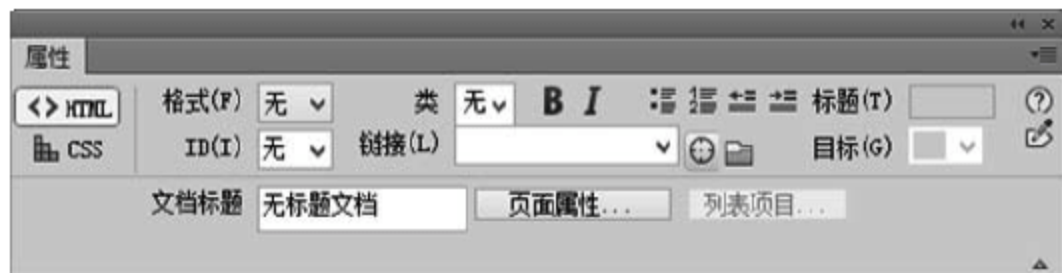 属性
<> HTML 格式(F) 无 类 无 B I 标题(T)
CSS ID(I) 无 链接(L) 目标(G)
文档标题 无标题文档 页面属性... 列表项目...